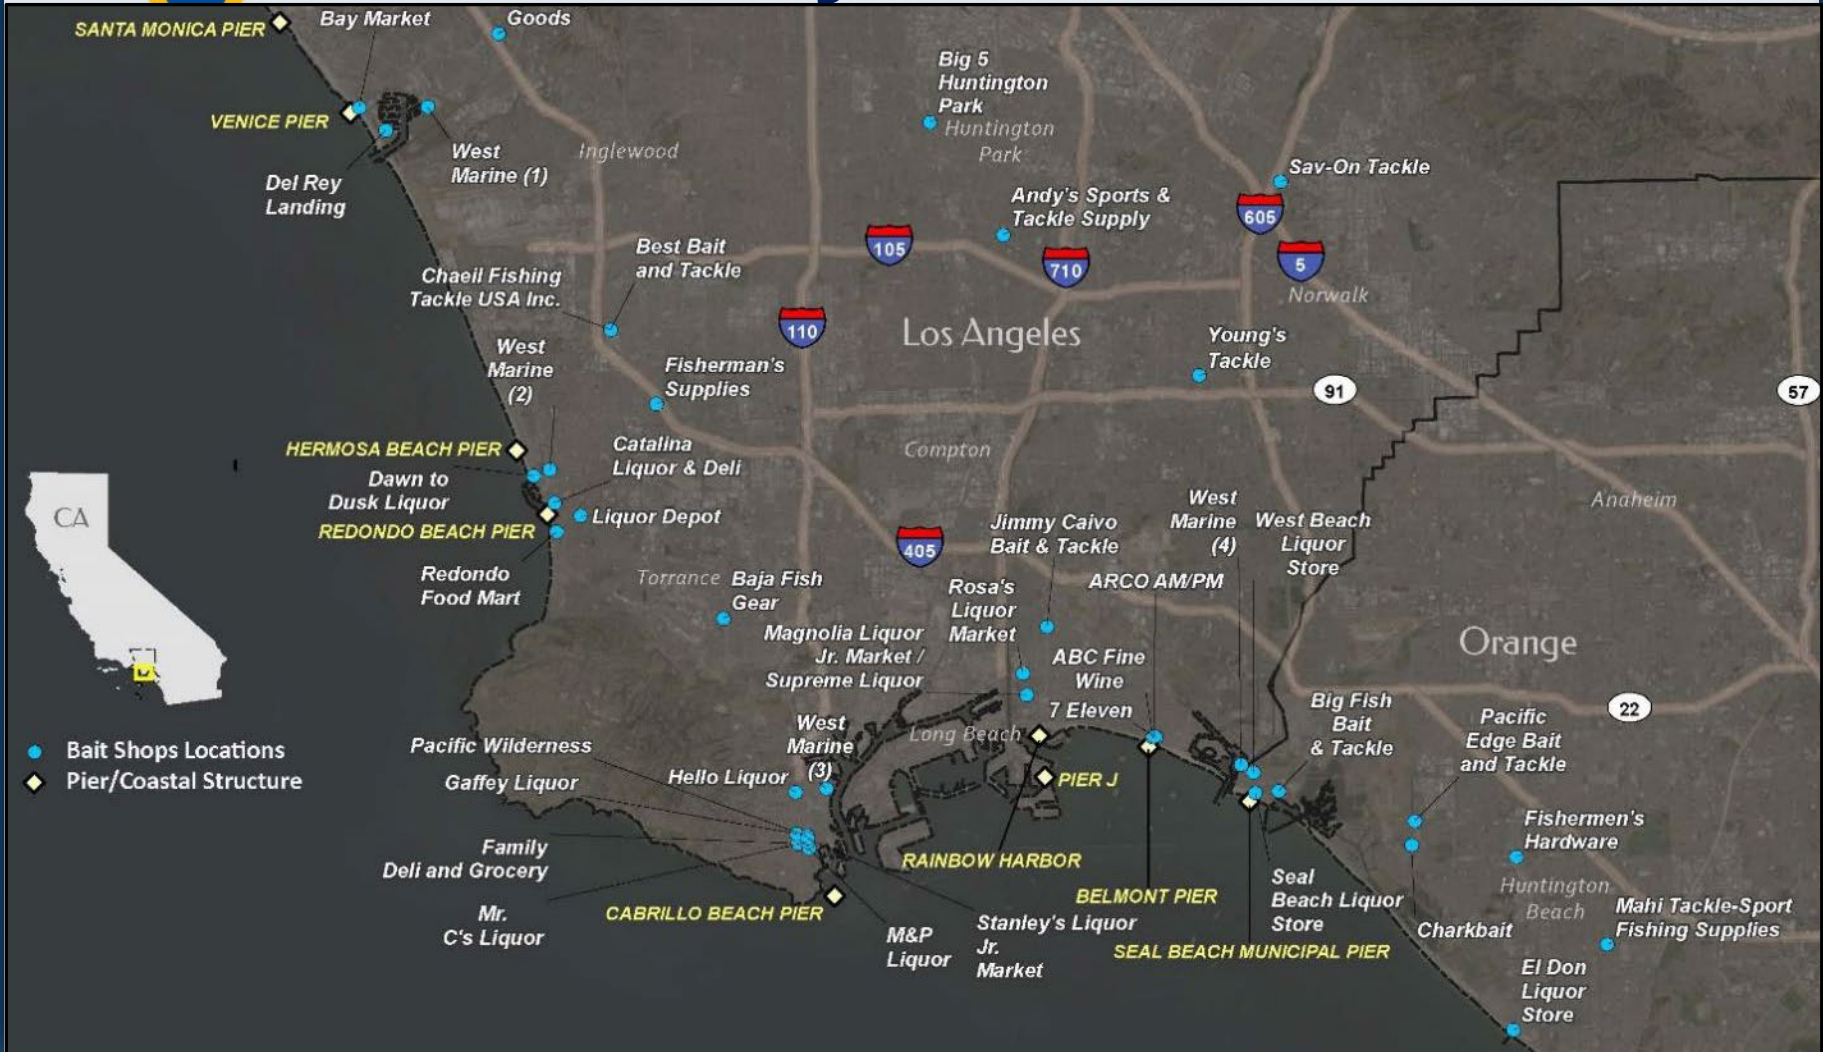 SANTA MONICA PIER
Bay Market
Goods
Big 5
Huntington
Park
Huntington
Park
VENICE PIER
West
Marine (1)
Inglewood
Del Rey
Landing
Sav-On Tackle
Andy's Sports &
Tackle Supply
605
105
710
5
Best Bait
and Tackle
Chaeil Fishing
Tackle USA Inc.
Norwalk
110
Los Angeles
Young's
Tackle
West
Marine
(2)
Fisherman's
Supplies
91
57
HERMOSA BEACH PIER
Catalina
Liquor & Deli
Compton
Dawn to
Dusk Liquor
Liquor Depot
REDONDO BEACH PIER
CA
Anaheim
West
Marine
(4)
West Beach
Liquor
Store
Jimmy Caivo
Bait & Tackle
405
Redondo
Food Mart
Torrance
Baja Fish
Gear
Rosa's
Liquor
Market
ARCO AM/PM
Magnolia Liquor
Jr. Market /
Supreme Liquor
ABC Fine
Wine
Orange
7 Eleven
Big Fish
Bait
& Tackle
22
Pacific
Edge Bait
and Tackle
West
Marine
(3)
Long Beach
Bait Shops Locations
Pier/Coastal Structure
Pacific Wilderness
Gaffey Liquor
Hello Liquor
PIER J
Family
Deli and Grocery
Mr.
C's Liquor
RAINBOW HARBOR
BELMONT PIER
CABRILLO BEACH PIER
Fishermen's
Hardware
Seal
Beach Liquor
Store
Huntington
Beach
M&P
Liquor
Stanley's Liquor
Jr.
Market
SEAL BEACH MUNICIPAL PIER
Charkbait
Mahi Tackle-Sport
Fishing Supplies
El Don
Liquor
Store